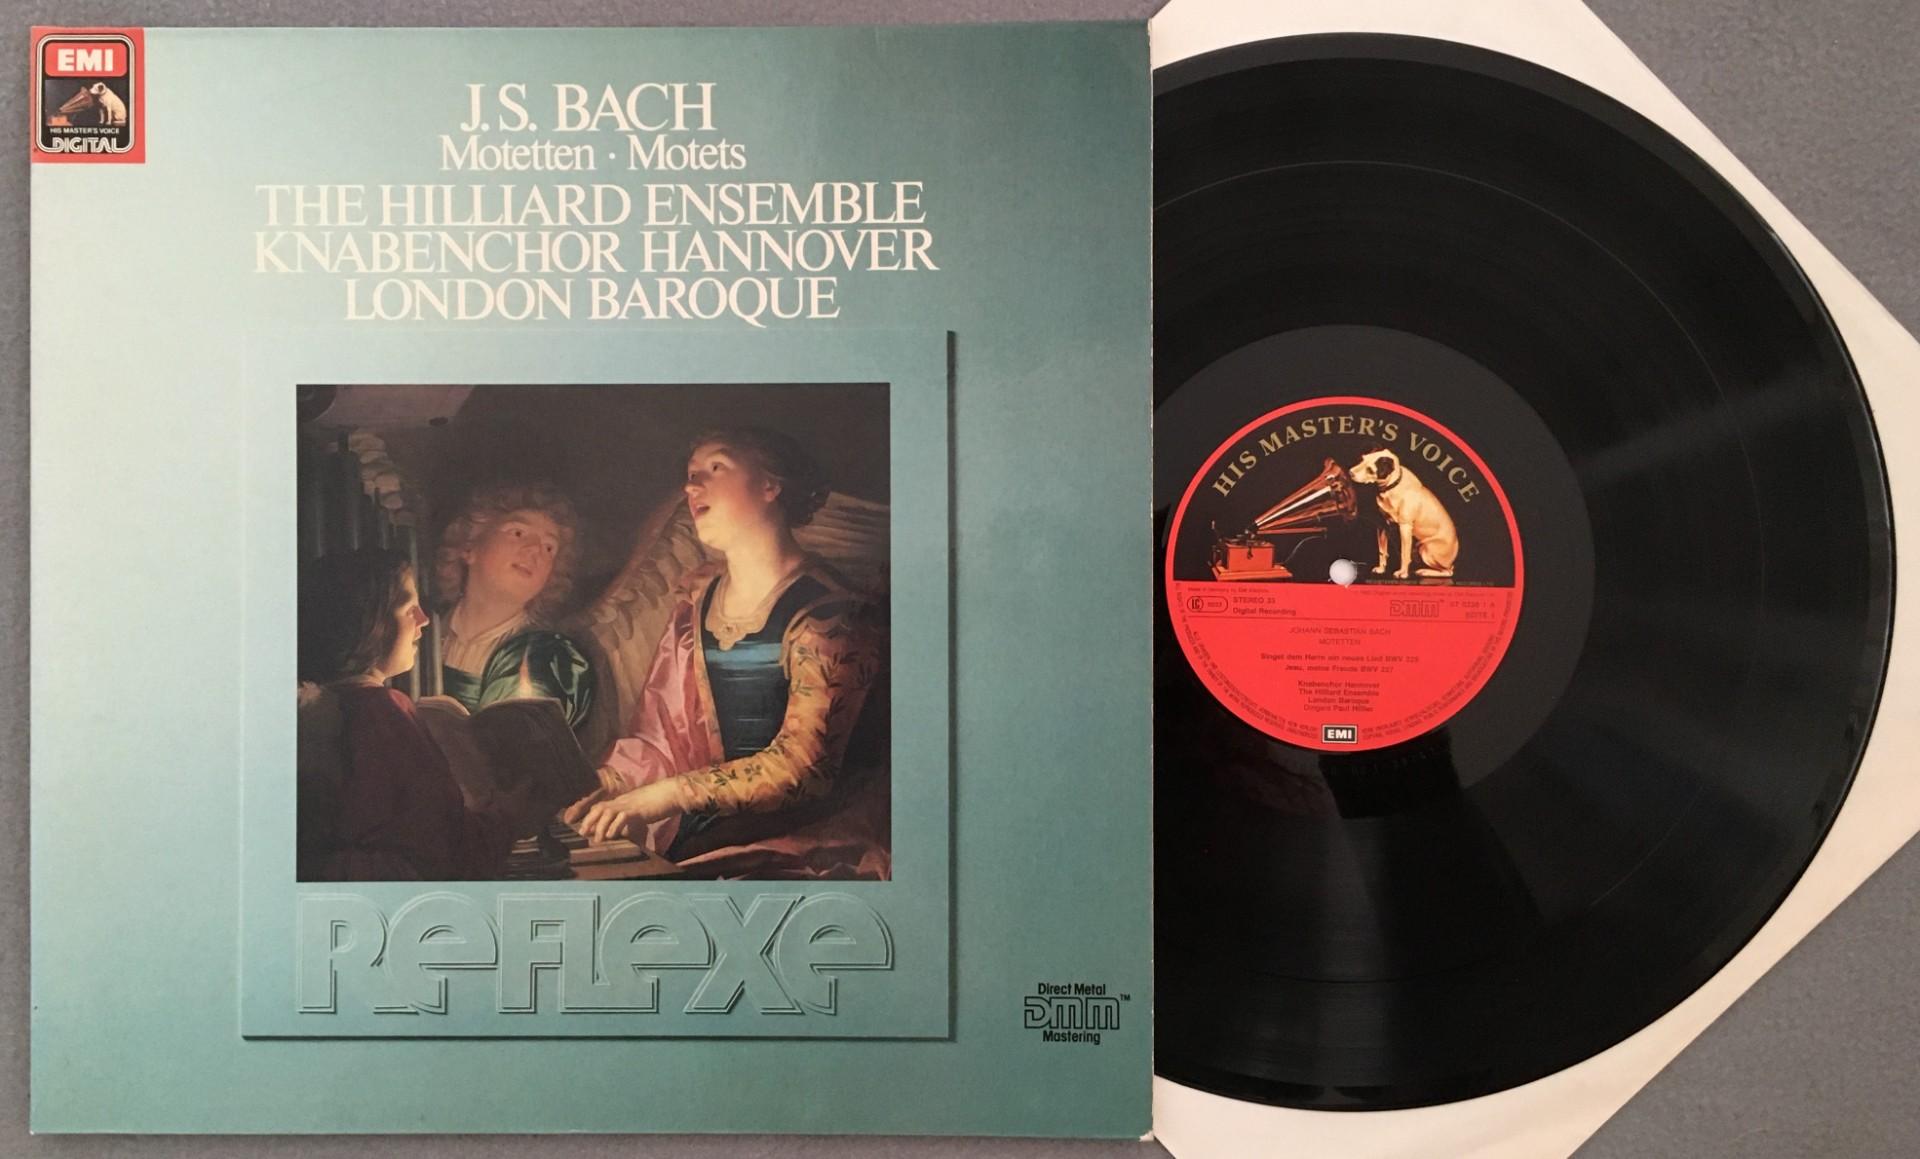 EMI
HIS MASTER'S VOICE
DIGITAL
J. S. BACH
Motetten · Motets
THE HILLIARD ENSEMBLE
KNABENCHOR HANNOVER
LONDON BAROQUE
REFLEXE
Direct Metal
DMM™
Mastering
HIS MASTER'S VOICE
LC 0233
STEREO 33
Digital Recording
DMM
SEITE 1
JOHANN SEBASTIAN BACH
MOTETTEN
Singet dem Herrn ein neues Lied BWV 225
Jesu, meine Freude BWV 227
Knabenchor Hannover
The Hilliard Ensemble
London Baroque
Dirigent Paul Hillier
EMI